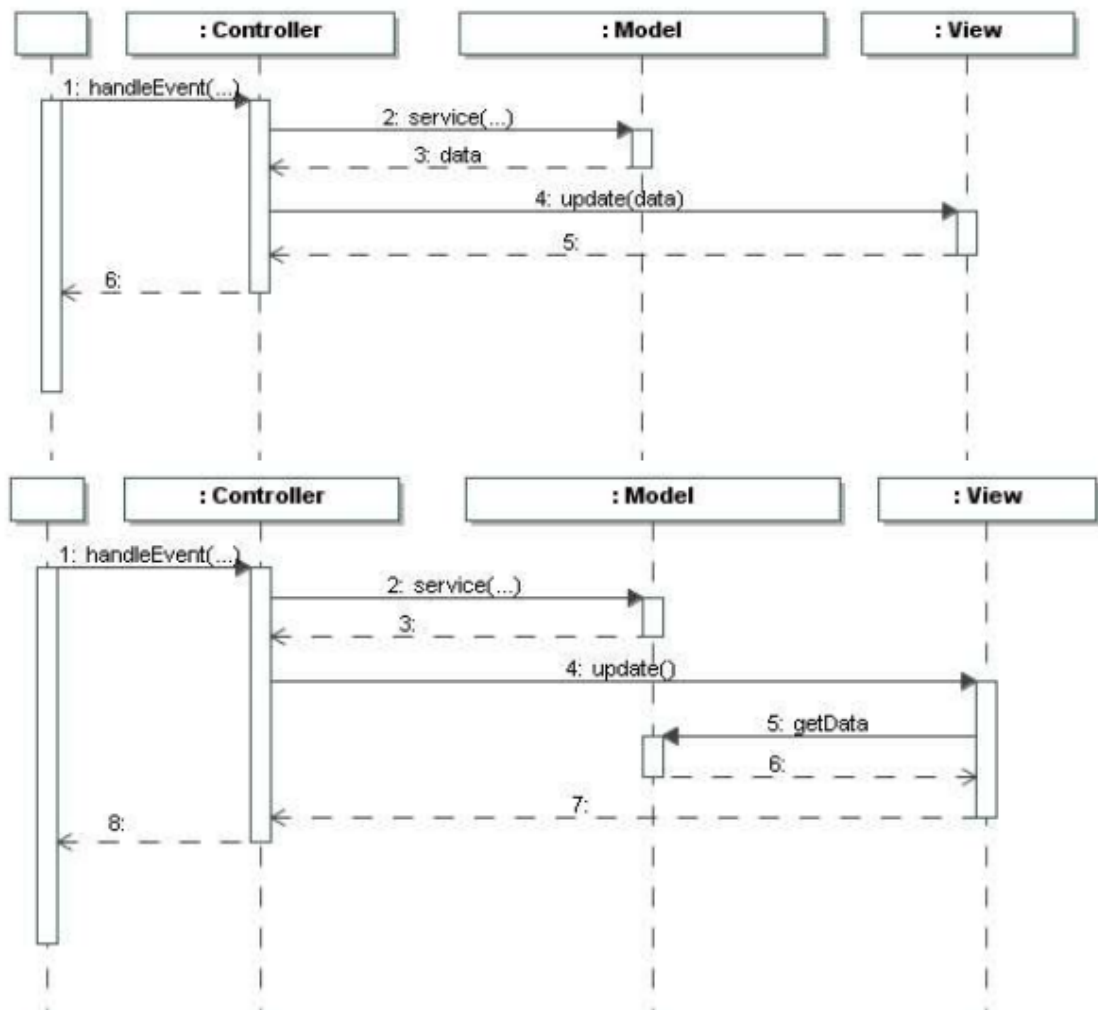 : Controller
: Model
: View
1: handleEvent(...)
2: service(...)
3: data
4: update(data)
5:
6:
: Controller
: Model
: View
1: handleEvent(...)
2: service(...)
3:
4: update()
5: getData
6:
7:
8: